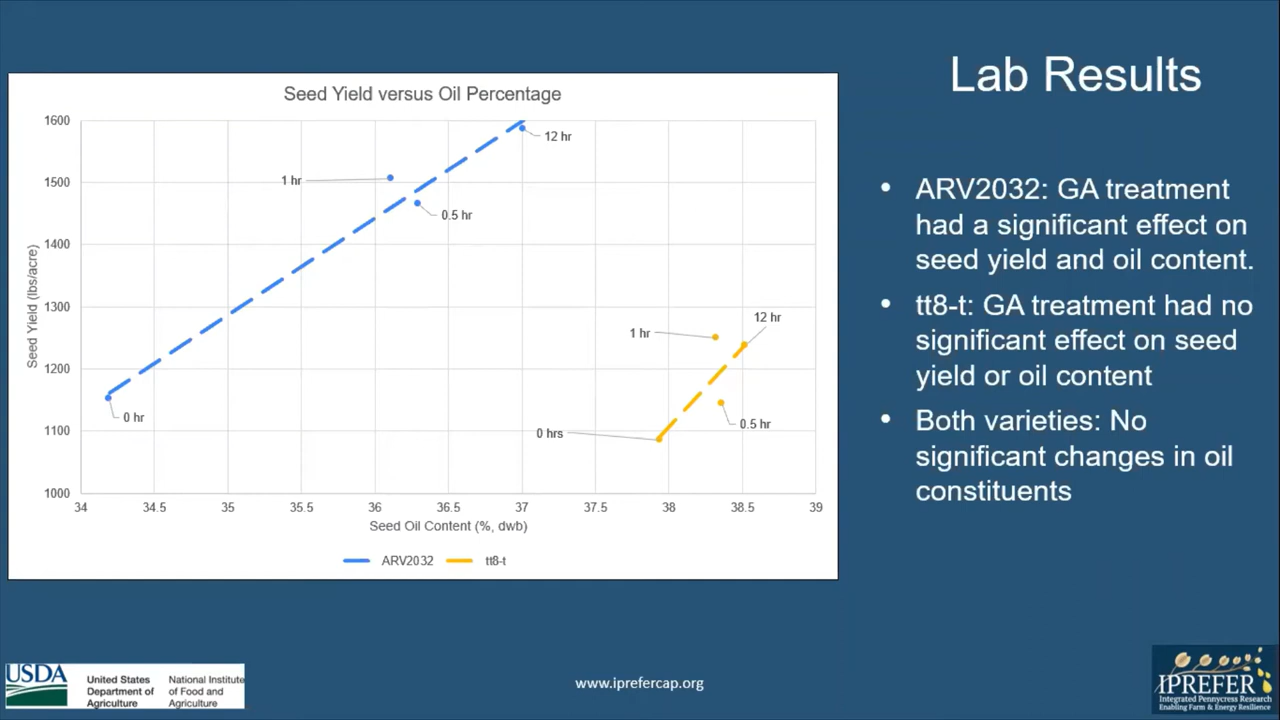 Lab Results
Seed Yield versus Oil Percentage
Seed Yield (lbs/acre)
1600
1500
1400
1300
1200
1100
1000
12 hr
1 hr
0.5 hr
0 hr
12 hr
1 hr
0.5 hr
0 hrs
34 34.5 35 35.5 36 36.5 37 37.5 38 38.5 39
Seed Oil Content (%, dwb)
ARV2032 tt8-t
• ARV2032: GA treatment
had a significant effect on
seed yield and oil content.
• tt8-t: GA treatment had no
significant effect on seed
yield or oil content
• Both varieties: No
significant changes in oil
constituents
USDA
United States
Department of
Agriculture
National Institute
of Food and
Agriculture
www.iprefercap.org
IPREFER
Integrated Pennycress Research
Enabling Farm & Energy Resilience